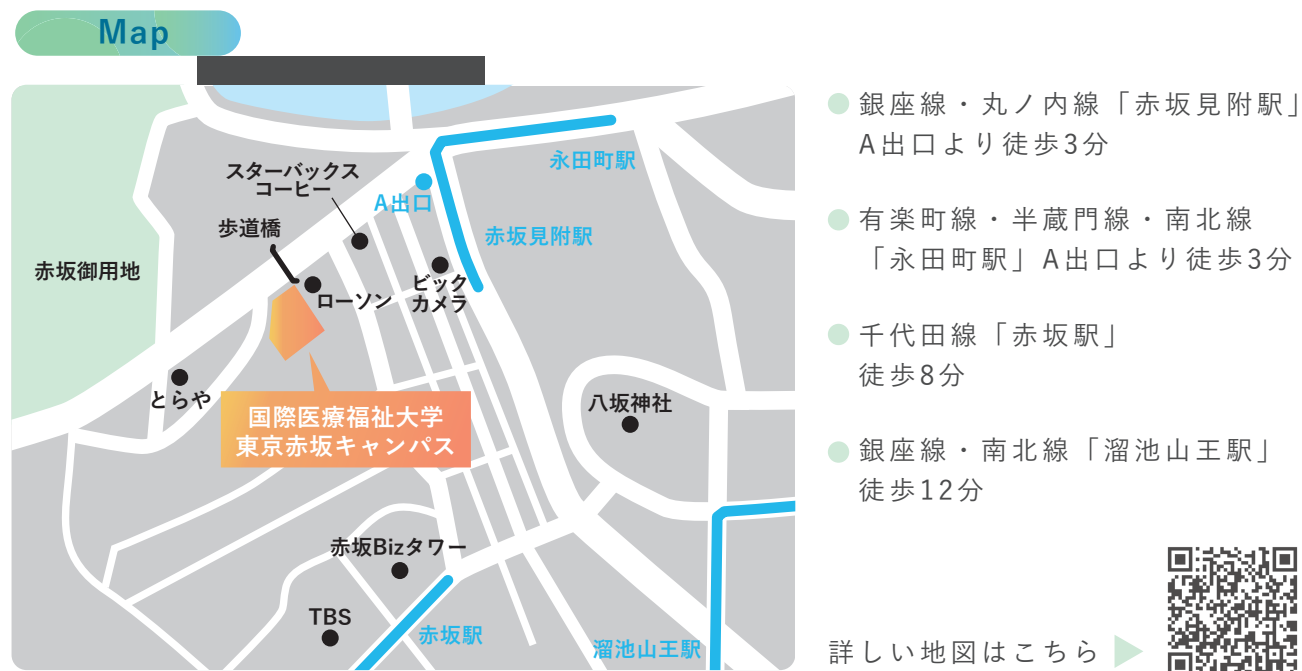 Map
スターバックス
コーヒー
永田町駅
A出口
歩道橋
赤坂見附駅
赤坂御用地
ローソン
ビック
カメラ
とらや
国際医療福祉大学
東京赤坂キャンパス
八坂神社
赤坂Bizタワー
TBS
赤坂駅
溜池山王駅
銀座線・丸ノ内線「赤坂見附駅」
A出口より徒歩3分
有楽町線・半蔵門線・南北線
「永田町駅」A出口より徒歩3分
千代田線「赤坂駅」
徒歩8分
銀座線・南北線「溜池山王駅」
徒歩12分
詳しい地図はこちら